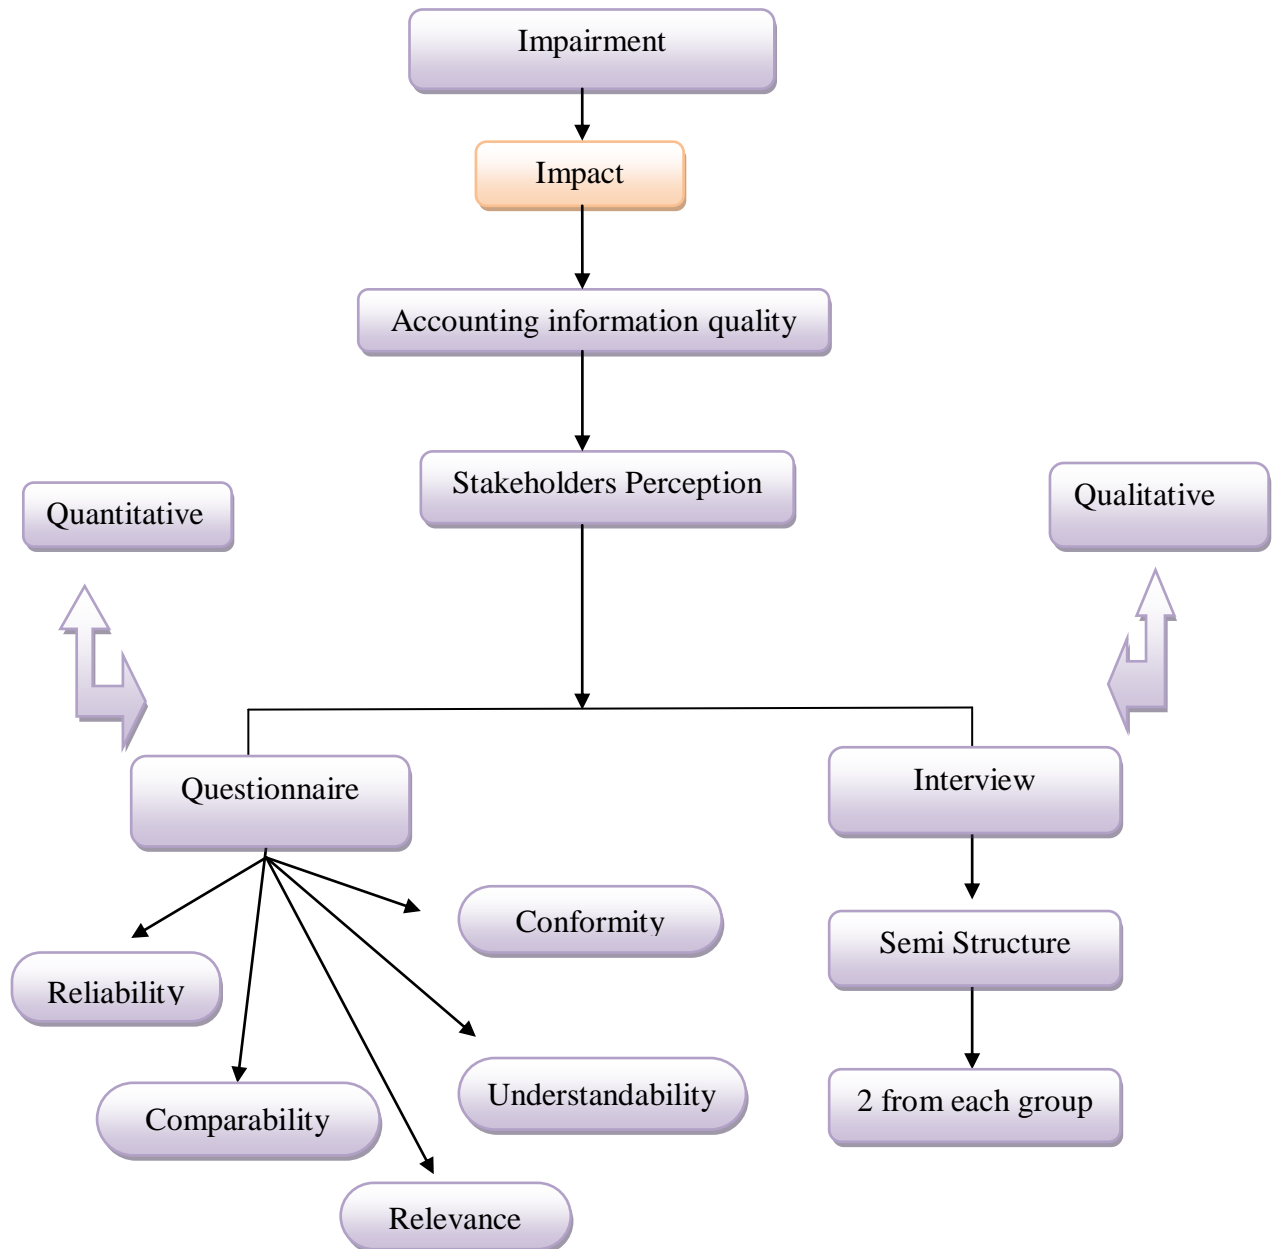 Impairment
Impact
Accounting information quality
Stakeholders Perception
Quantitative
Qualitative
Questionnaire
Interview
Conformity
Semi Structure
Reliability
Understandability
2 from each group
Comparability
Relevance